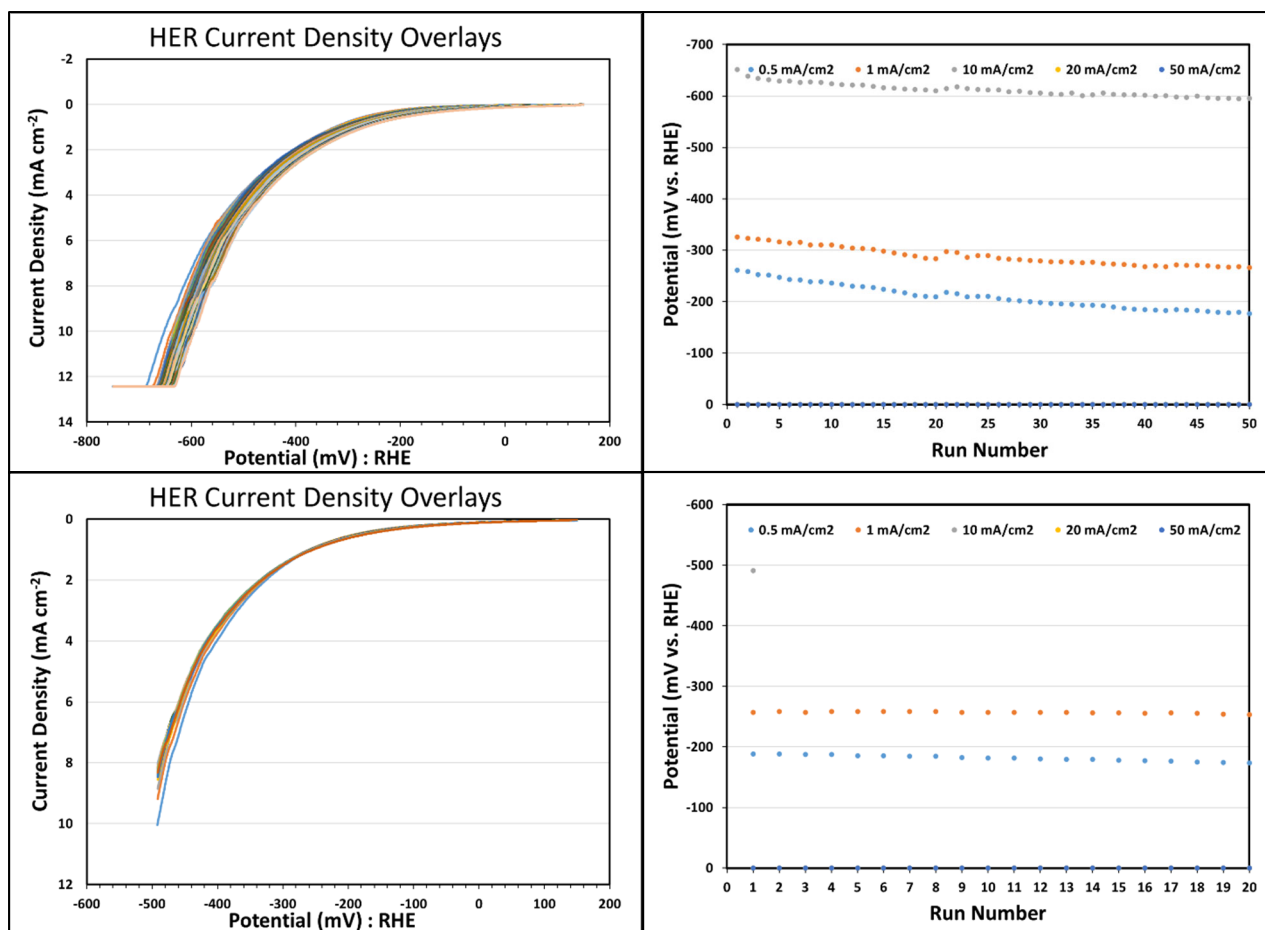 HER Current Density Overlays
-2
0
2
4
6
8
10
12
14
Current Density (mA cm-2)
-800 -600 -400 -200 0 200
Potential (mV) : RHE
-700
-600
-500
-400
-300
-200
-100
0
Potential (mV vs. RHE)
0.5 mA/cm2 1 mA/cm2 10 mA/cm2 20 mA/cm2 50 mA/cm2
0 5 10 15 20 25 30 35 40 45 50
Run Number
HER Current Density Overlays
0
2
4
6
8
10
12
Current Density (mA cm-2)
-600 -500 -400 -300 -200 -100 0 100 200
Potential (mV) : RHE
-600
-500
-400
-300
-200
-100
0
Potential (mV vs. RHE)
0.5 mA/cm2 1 mA/cm2 10 mA/cm2 20 mA/cm2 50 mA/cm2
0 1 2 3 4 5 6 7 8 9 10 11 12 13 14 15 16 17 18 19 20
Run Number